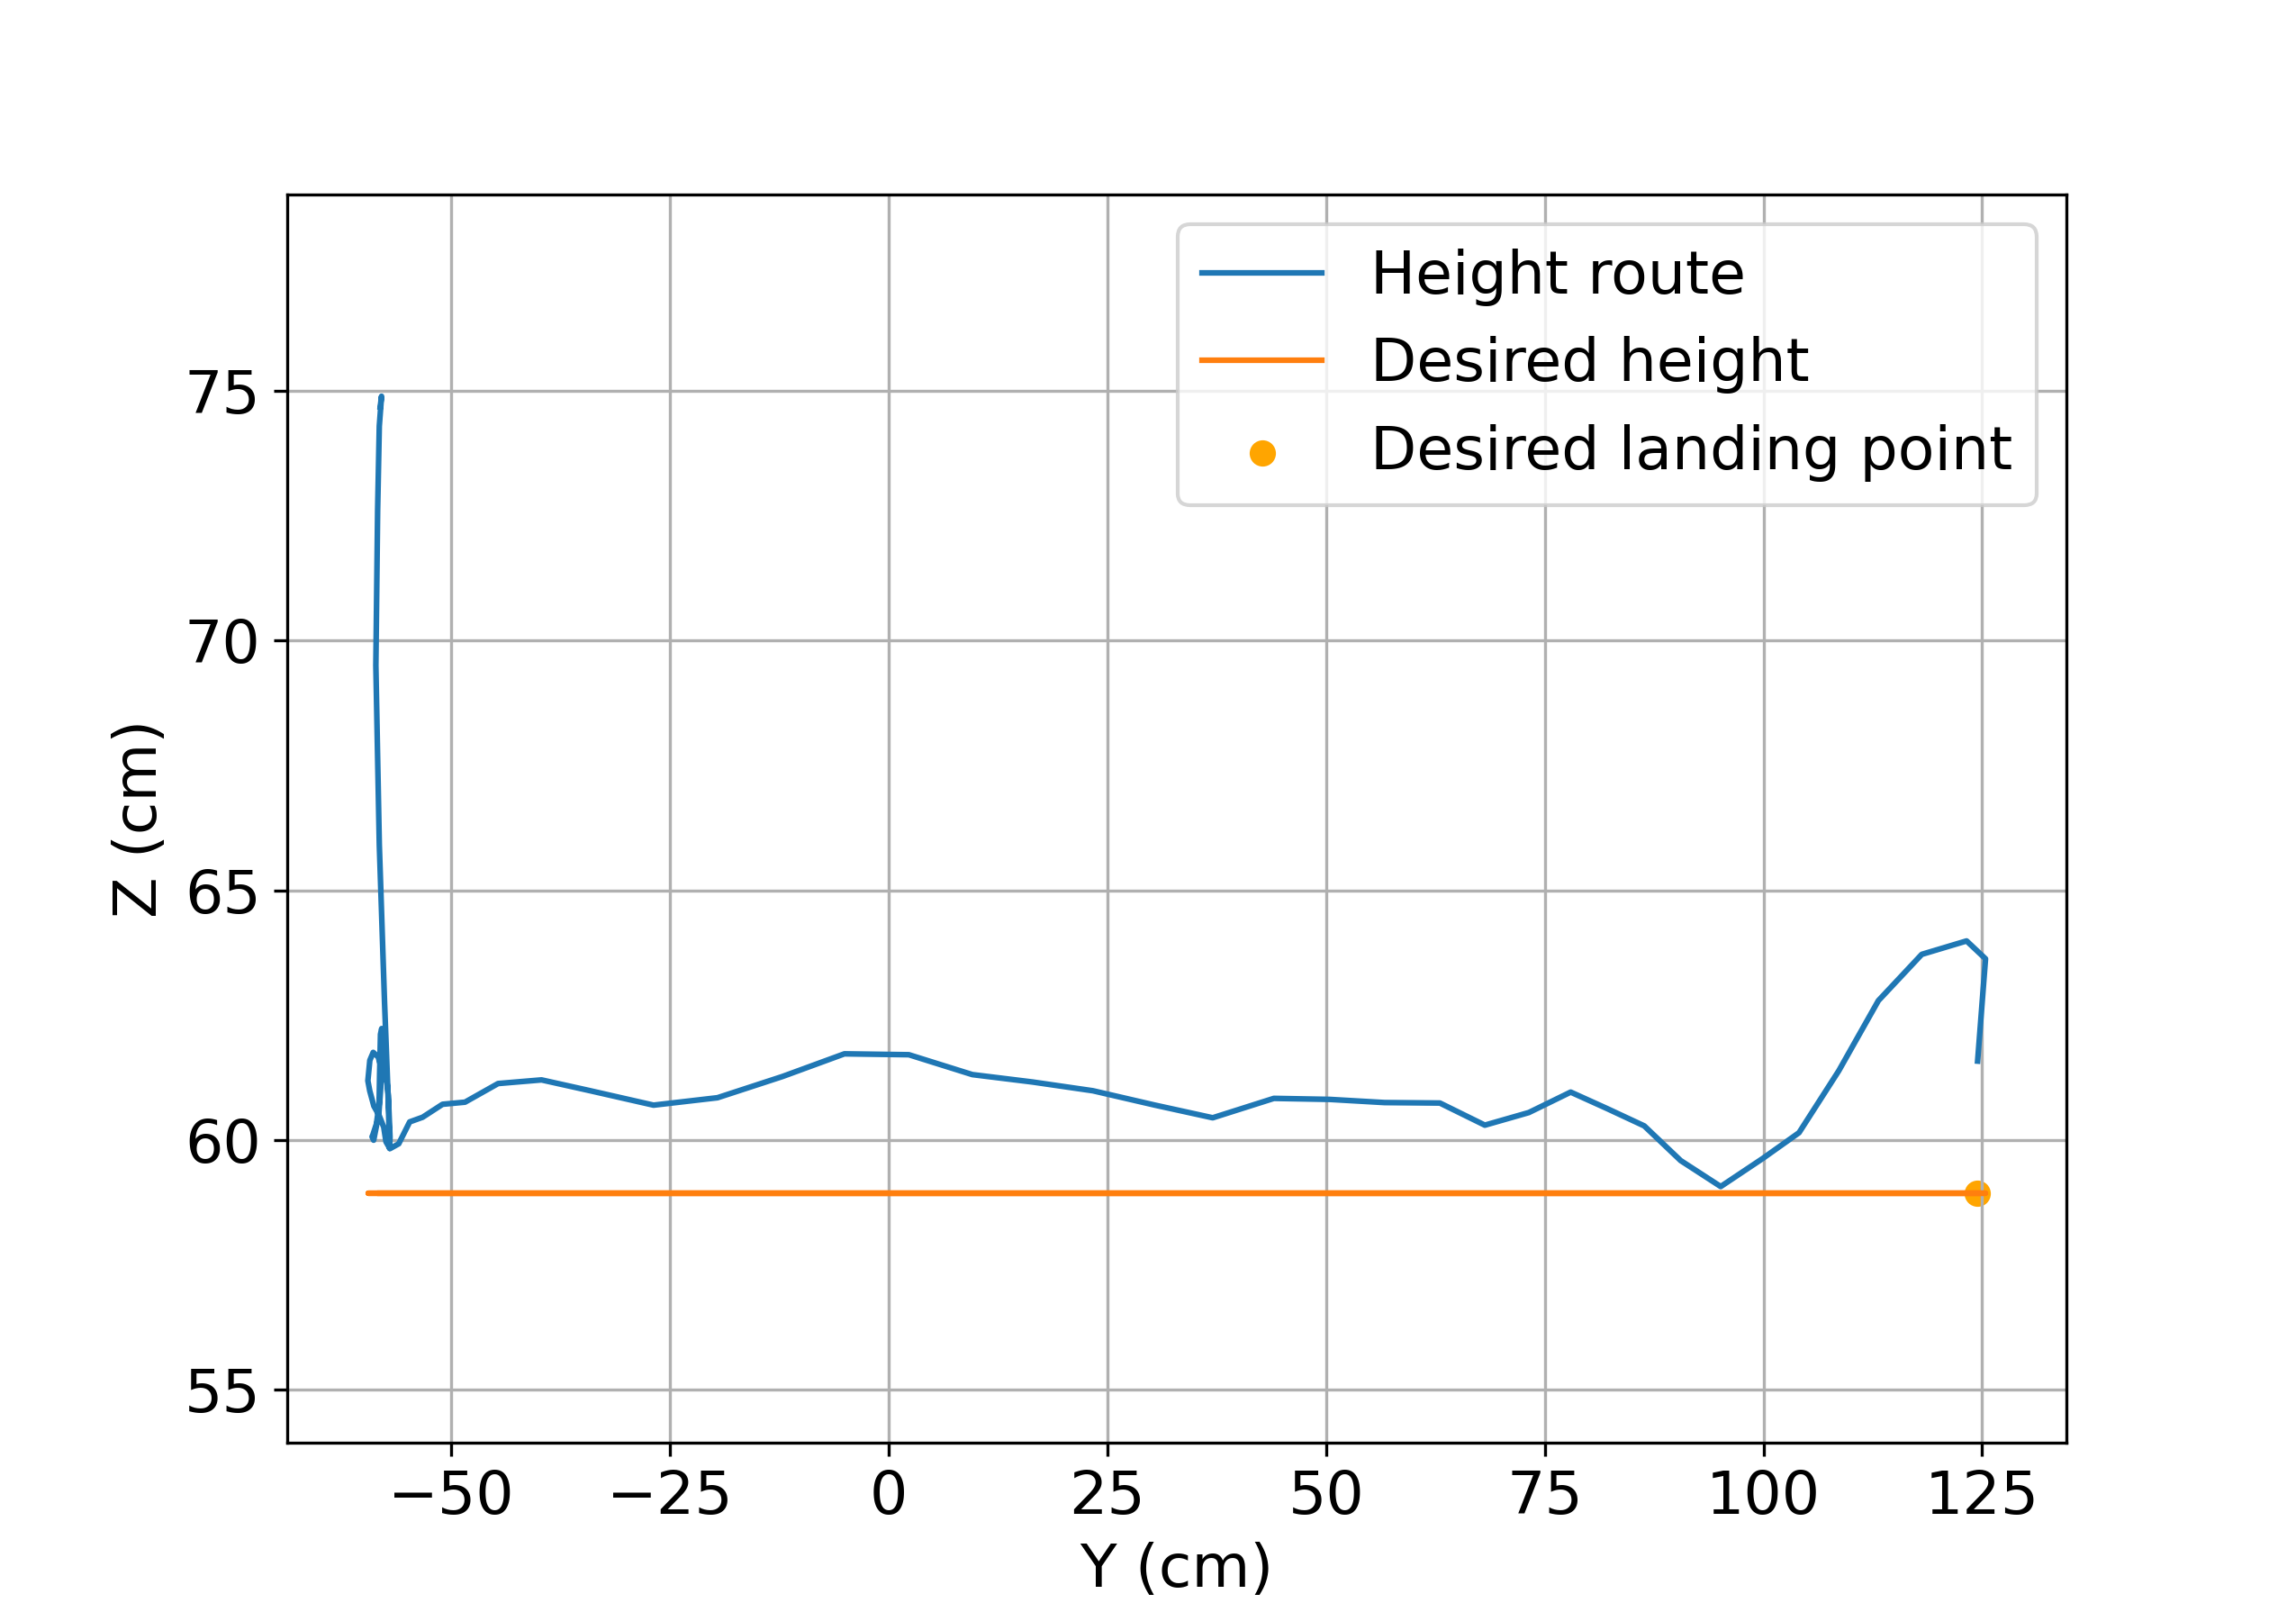 Height route
Desired height
Desired landing point
75
70
65
60
55
Z (cm)
−50 −25 0 25 50 75 100 125
Y (cm)